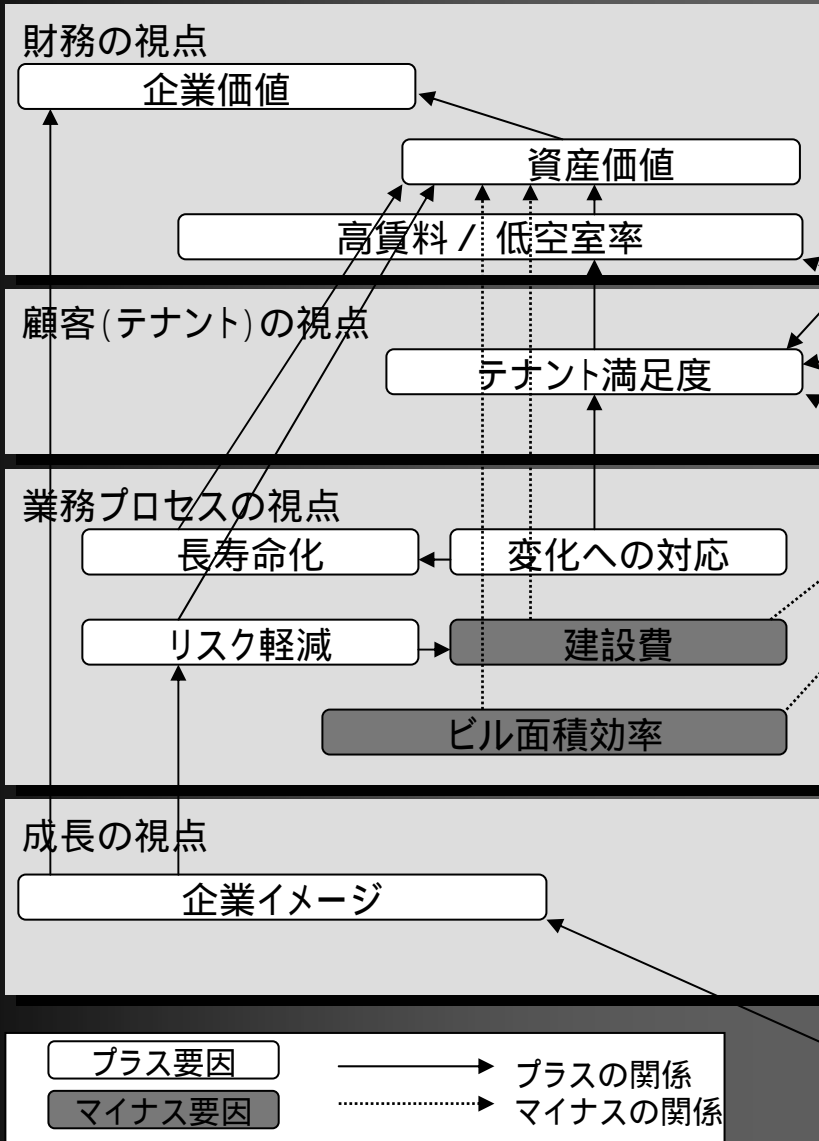 財務の視点
企業価値
資産価値
高賃料 / 低空室率
顧客(テナント)の視点
テナント満足度
業務プロセスの視点
長寿命化
変化への対応
リスク軽減
建設費
ビル面積効率
成長の視点
企業イメージ
プラス要因
プラスの関係
マイナス要因
マイナスの関係